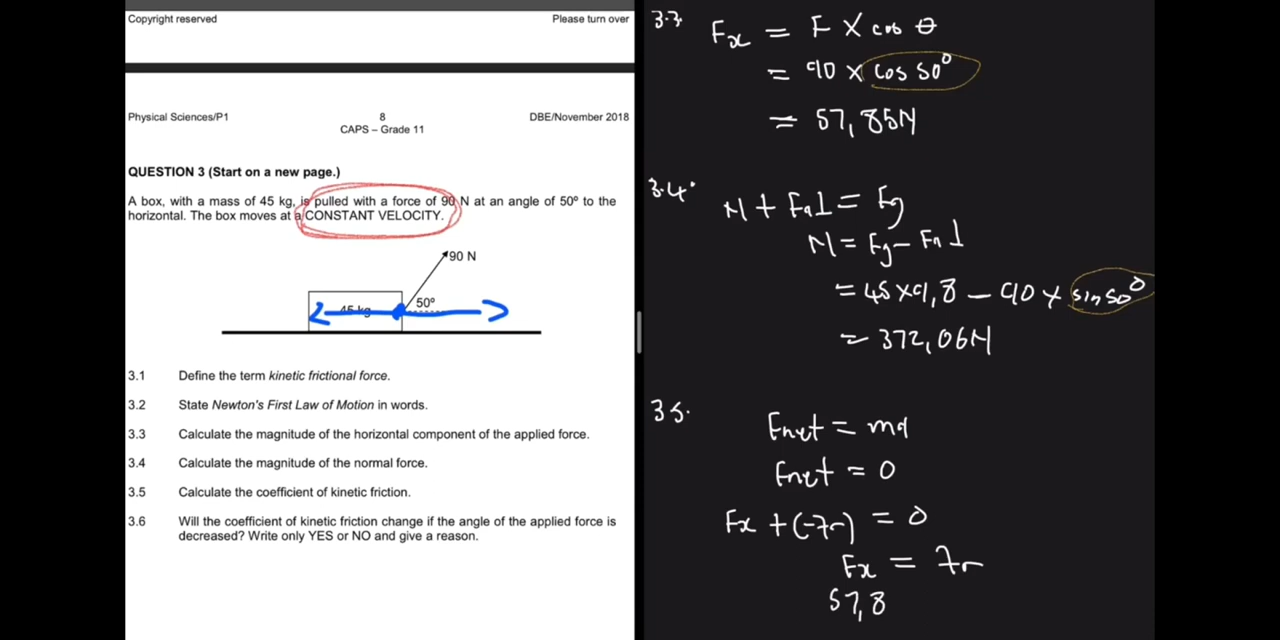 Copyright reserved
Please turn over
Physical Sciences/P1
8
DBE/November 2018
CAPS – Grade 11
QUESTION 3 (Start on a new page.)
A box, with a mass of 45 kg, is pulled with a force of 90 N at an angle of 50° to the
horizontal. The box moves at a CONSTANT VELOCITY.
90 N
45 kg
50°
3.1 Define the term kinetic frictional force.
3.2 State Newton's First Law of Motion in words.
3.3 Calculate the magnitude of the horizontal component of the applied force.
3.4 Calculate the magnitude of the normal force.
3.5 Calculate the coefficient of kinetic friction.
3.6 Will the coefficient of kinetic friction change if the angle of the applied force is
decreased? Write only YES or NO and give a reason.
3.3 Fx = F × cos θ
= 90 × cos 50°
= 57,85N
3.4. N + Fa⊥ = Fg
N = Fg − Fa⊥
= 45×9,8 − 90 × sin 50°
= 372,06N
35. Fnet = ma
Fnet = 0
Fx + (-fr) = 0
Fx = fr
57,8